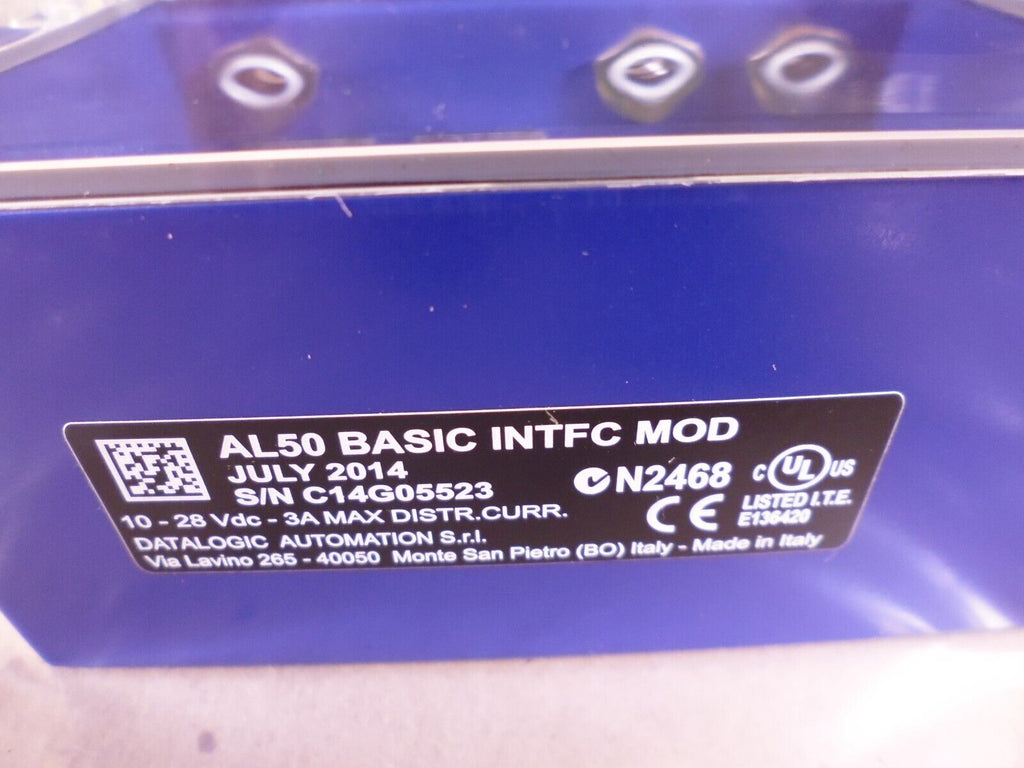 AL50 BASIC INTFC MOD
JULY 2014
S/N C14G05523
N2468
10 - 28 Vdc - 3A MAX DISTR.CURR.
CE
C UL US
LISTED I.T.E.
E136420
DATALOGIC AUTOMATION S.r.l.
Via Lavino 265 - 40050 Monte San Pietro (BO) Italy - Made in Italy